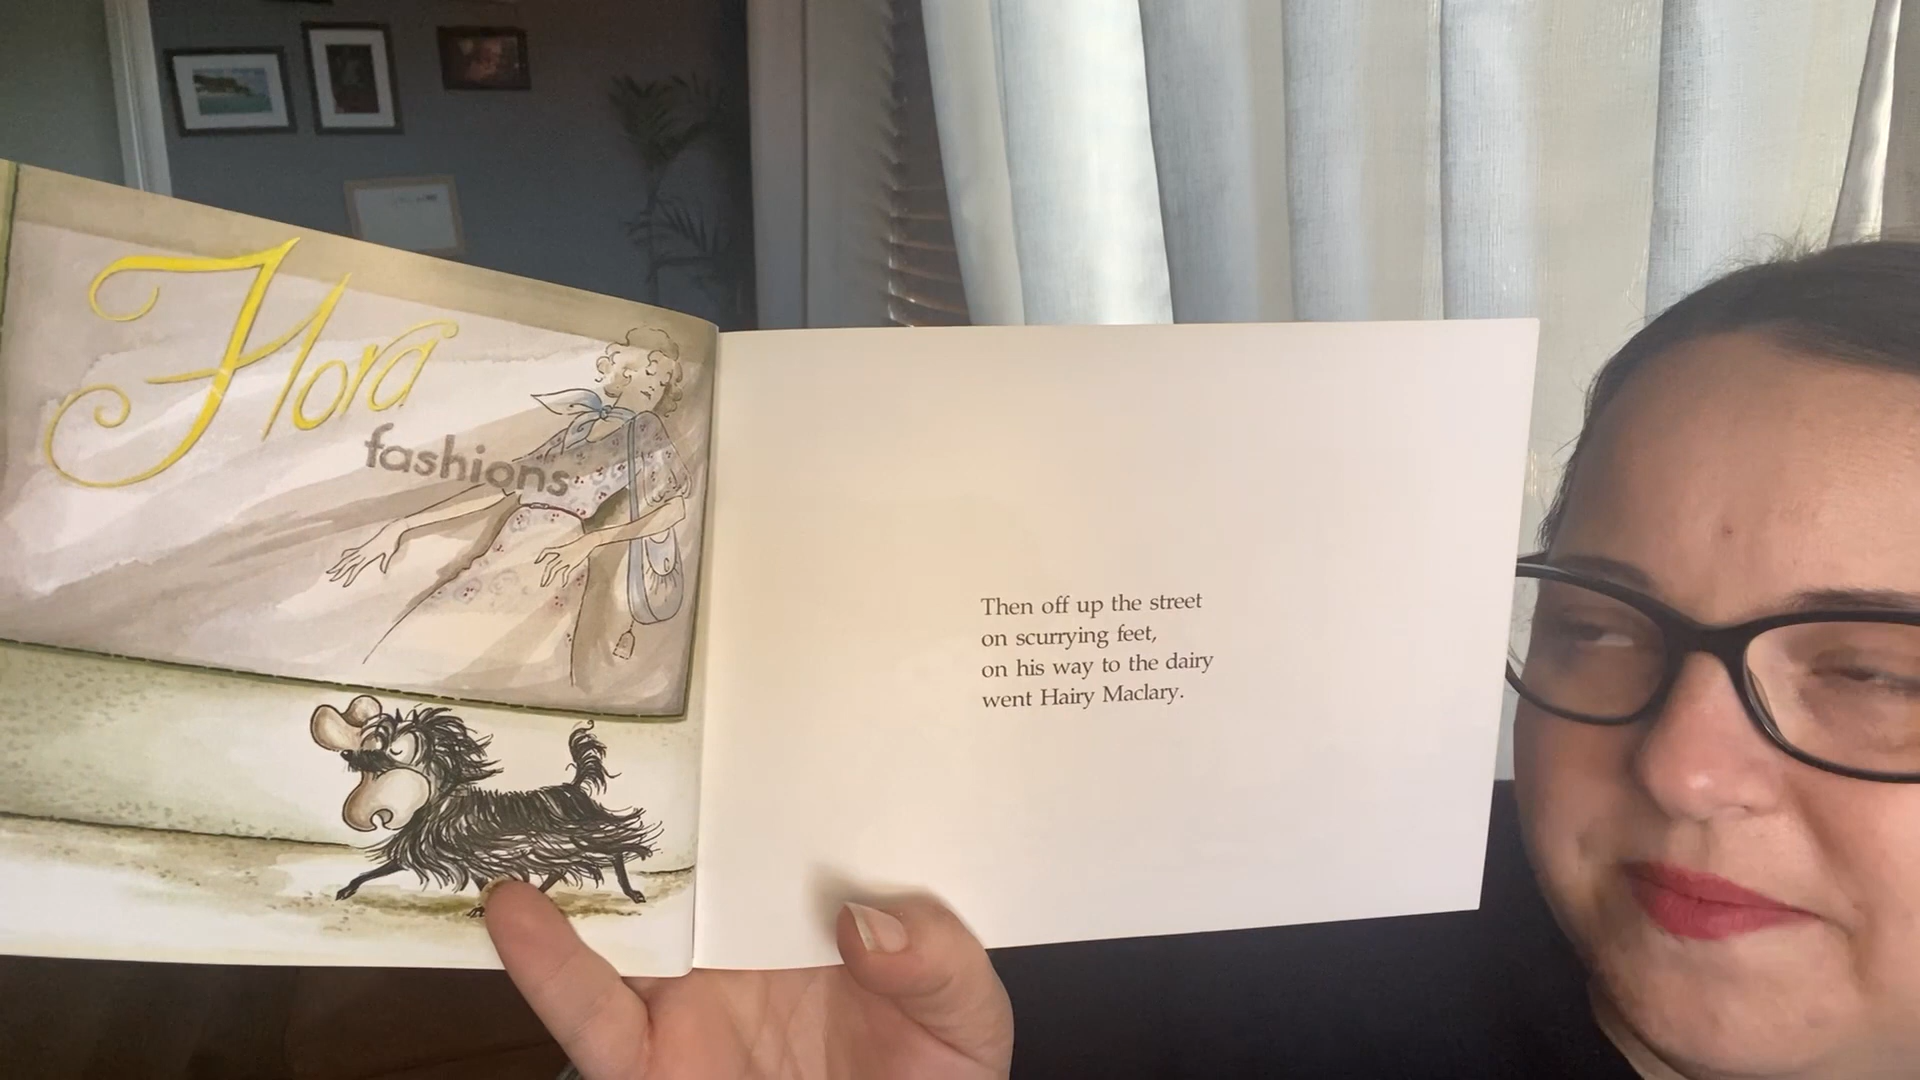 Flora
fashions
Then off up the street
on scurrying feet,
on his way to the dairy
went Hairy Maclary.